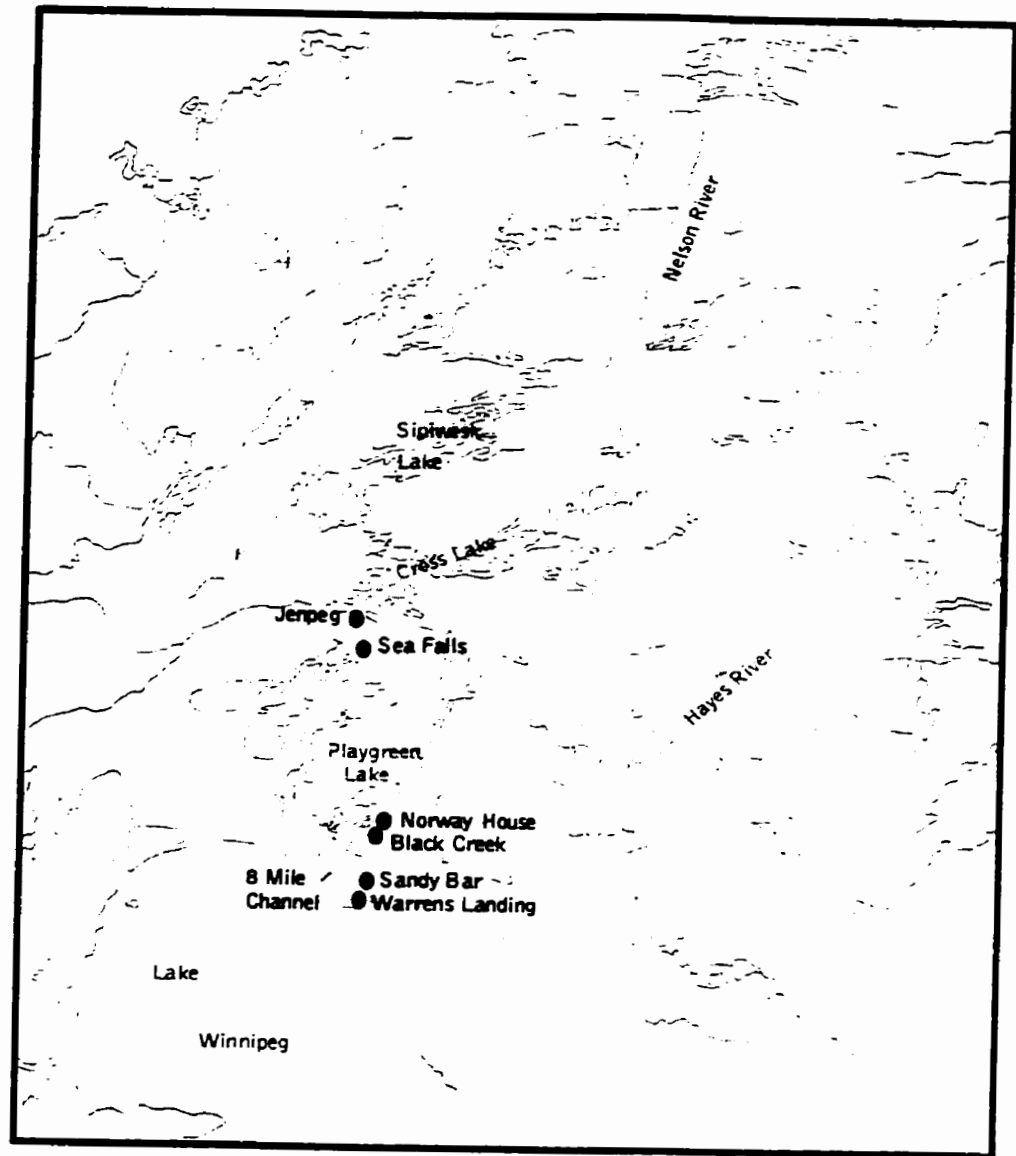 Nelson River
Sipiwesk
Lake
Cross Lake
Jenpeg
Sea Falls
Hayes River
Playgreen
Lake
Norway House
Black Creek
8 Mile
Channel
Sandy Bar
Warrens Landing
Lake
Winnipeg